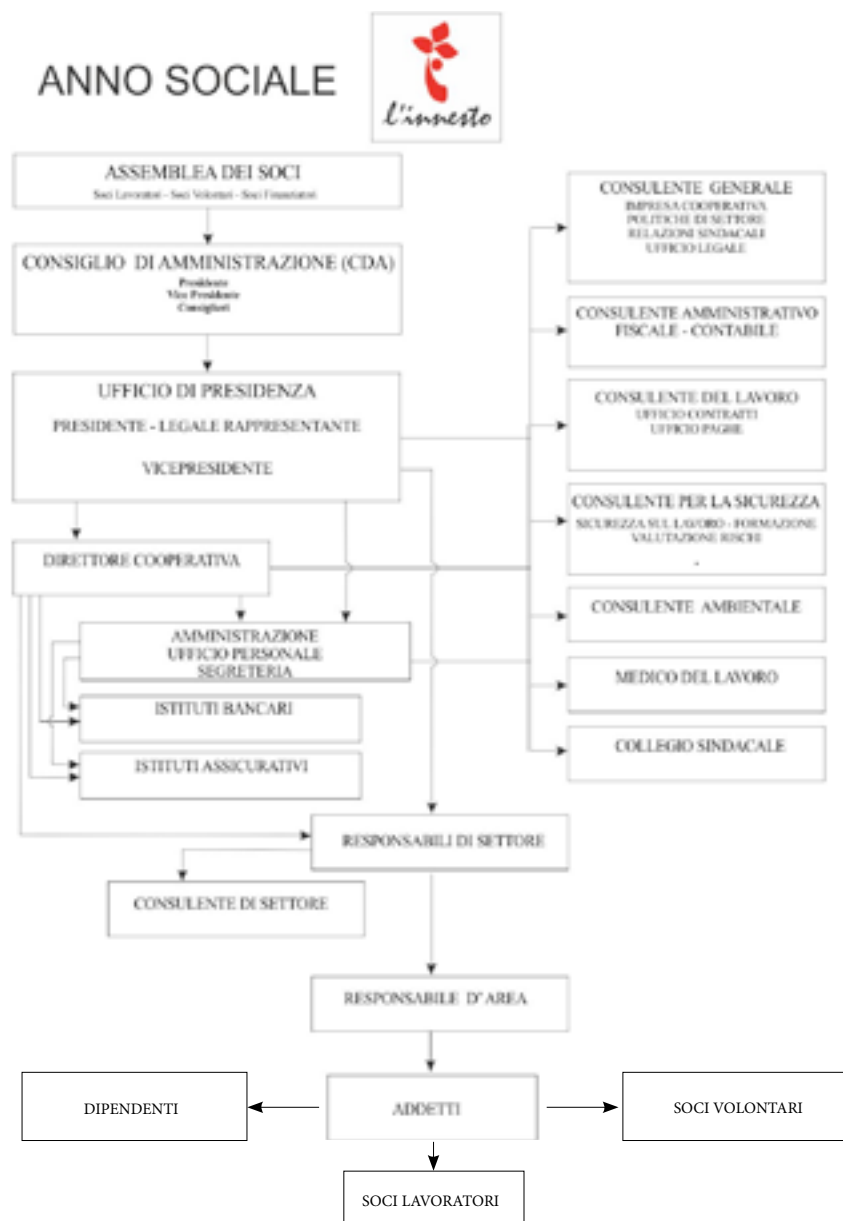 ANNO SOCIALE
l'innesto
ASSEMBLEA DEI SOCI
Soci Lavoratori - Soci Volontari - Soci Finanziatori
CONSIGLIO DI AMMINISTRAZIONE (CDA)
Presidente
Vice Presidente
Consiglieri
UFFICIO DI PRESIDENZA
PRESIDENTE - LEGALE RAPPRESENTANTE
VICEPRESIDENTE
DIRETTORE COOPERATIVA
AMMINISTRAZIONE
UFFICIO PERSONALE
SEGRETERIA
ISTITUTI BANCARI
ISTITUTI ASSICURATIVI
CONSULENTE GENERALE
IMPRESA COOPERATIVA
POLITICHE DI SETTORE
RELAZIONI SINDACALI
UFFICIO LEGALE
CONSULENTE AMMINISTRATIVO
FISCALE - CONTABILE
CONSULENTE DEL LAVORO
UFFICIO CONTRATTI
UFFICIO PAGHE
CONSULENTE PER LA SICUREZZA
SICUREZZA SUL LAVORO - FORMAZIONE
VALUTAZIONE RISCHI
CONSULENTE AMBIENTALE
MEDICO DEL LAVORO
COLLEGIO SINDACALE
RESPONSABILI DI SETTORE
CONSULENTE DI SETTORE
RESPONSABILE D'AREA
DIPENDENTI
ADDETTI
SOCI VOLONTARI
SOCI LAVORATORI